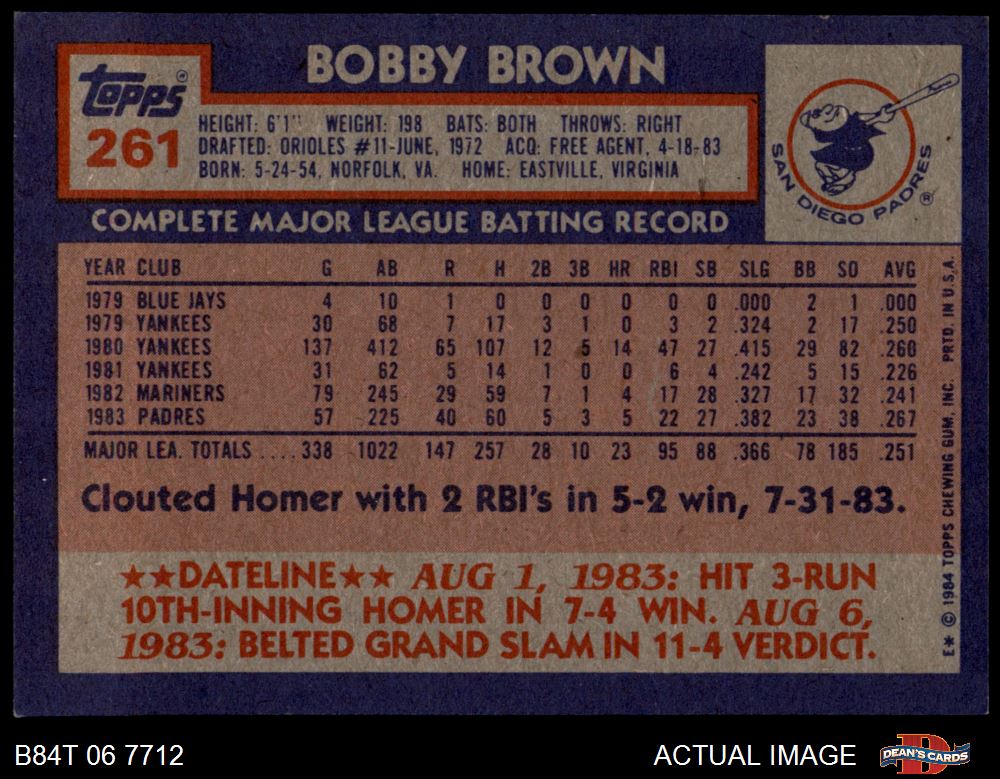 BOBBY BROWN
Topps®
261
HEIGHT: 6'1" WEIGHT: 198 BATS: BOTH THROWS: RIGHT
DRAFTED: ORIOLES #11-JUNE, 1972 ACQ: FREE AGENT, 4-18-83
BORN: 5-24-54, NORFOLK, VA. HOME: EASTVILLE, VIRGINIA
SAN DIEGO PADRES®
COMPLETE MAJOR LEAGUE BATTING RECORD
YEAR CLUB G AB R H 2B 3B HR RBI SB SLG BB SO AVG
1979 BLUE JAYS 4 10 1 0 0 0 0 0 0 .000 2 1 .000
1979 YANKEES 30 68 7 17 3 1 0 3 2 .324 2 17 .250
1980 YANKEES 137 412 65 107 12 5 14 47 27 .415 29 82 .260
1981 YANKEES 31 62 5 14 1 0 0 6 4 .242 5 15 .226
1982 MARINERS 79 245 29 59 7 1 4 17 28 .327 17 32 .241
1983 PADRES 57 225 40 60 5 3 5 22 27 .382 23 38 .267
MAJOR LEA. TOTALS ....338 1022 147 257 28 10 23 95 88 .366 78 185 .251
Clouted Homer with 2 RBI's in 5-2 win, 7-31-83.
★★DATELINE★★ AUG 1, 1983: HIT 3-RUN
10TH-INNING HOMER IN 7-4 WIN. AUG 6,
1983: BELTED GRAND SLAM IN 11-4 VERDICT.
E* © 1984 TOPPS CHEWING GUM, INC. PRTD. IN U.S.A.
B84T 06 7712
ACTUAL IMAGE
D
DEAN'S CARDS